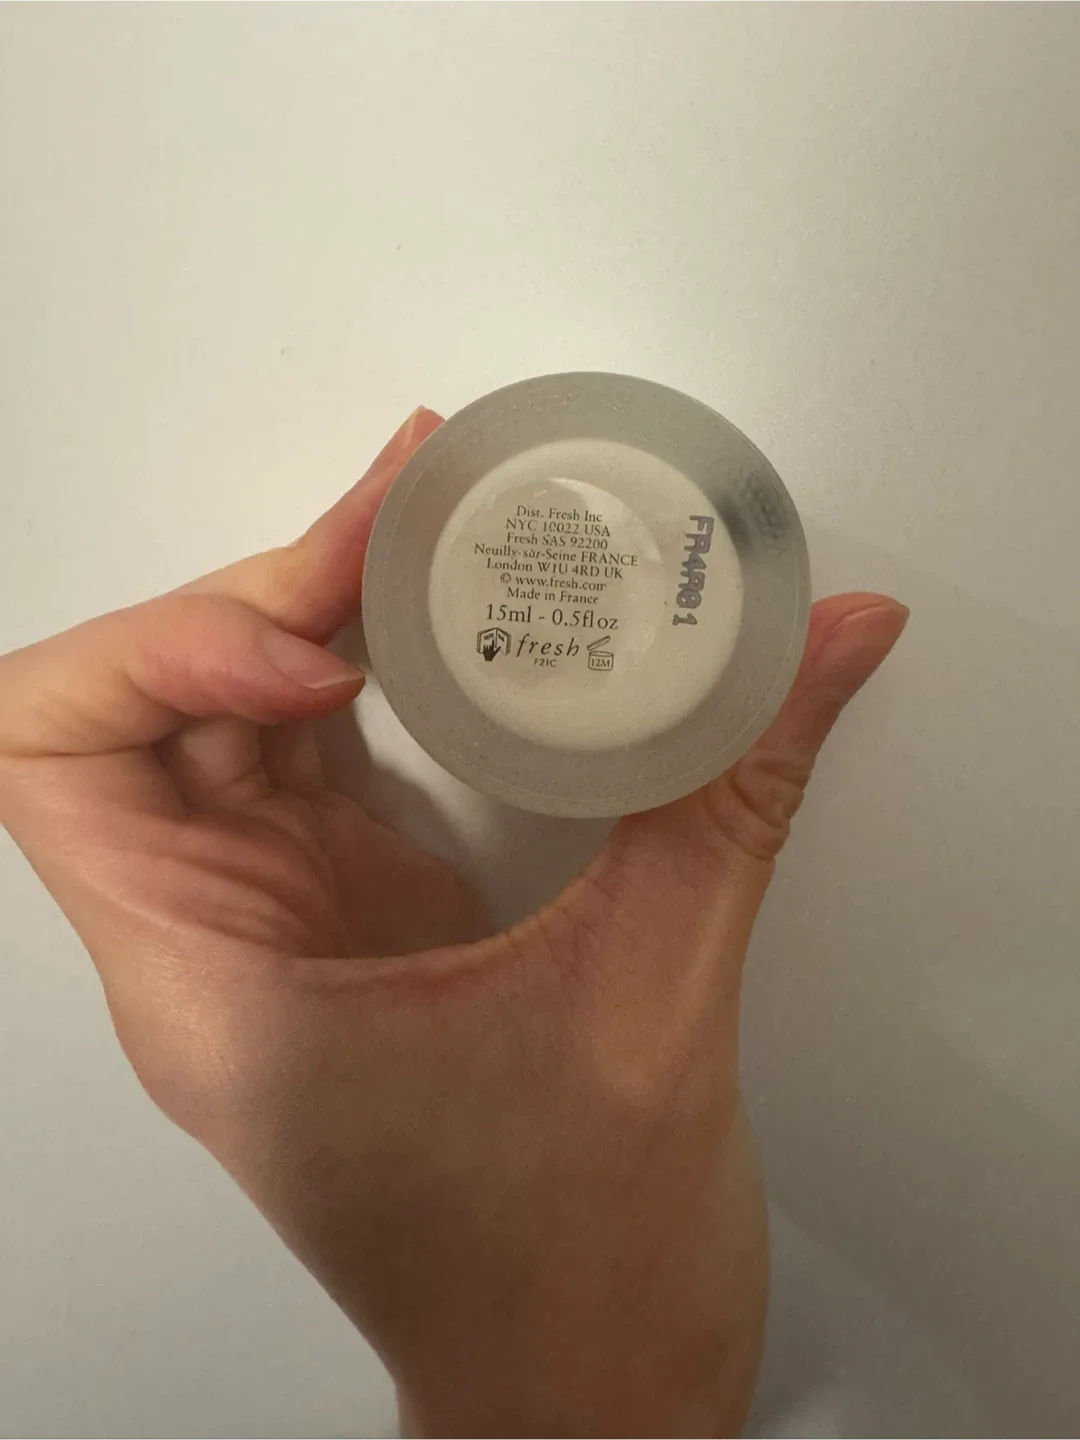 Dist. Fresh Inc
NYC 10022 USA
Fresh SAS 92200
Neuilly-sur-Seine FRANCE
London W1U 4RD UK
© www.fresh.com
Made in France
15ml - 0.5fl oz
fresh
12M
F21C